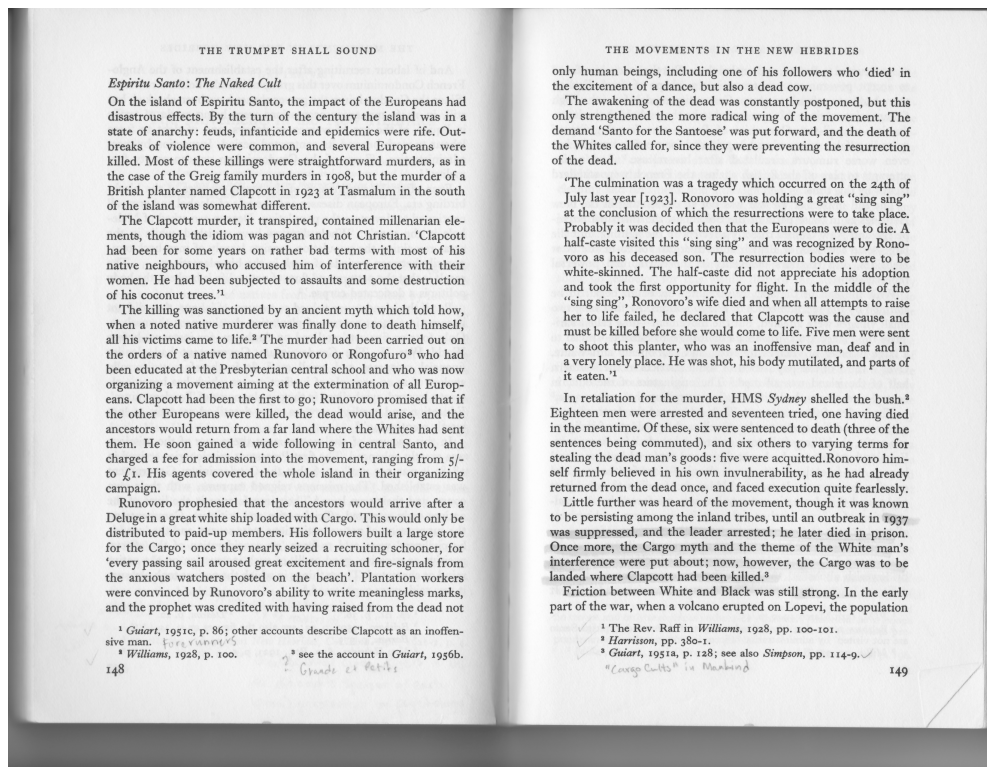 THE TRUMPET SHALL SOUND
Espiritu Santo: The Naked Cult
On the island of Espiritu Santo, the impact of the Europeans had
disastrous effects. By the turn of the century the island was in a
state of anarchy: feuds, infanticide and epidemics were rife. Out-
breaks of violence were common, and several Europeans were
killed. Most of these killings were straightforward murders, as in
the case of the Greig family murders in 1908, but the murder of a
British planter named Clapcott in 1923 at Tasmalum in the south
of the island was somewhat different.
The Clapcott murder, it transpired, contained millenarian ele-
ments, though the idiom was pagan and not Christian. ‘Clapcott
had been for some years on rather bad terms with most of his
native neighbours, who accused him of interference with their
women. He had been subjected to assaults and some destruction
of his coconut trees.’¹
The killing was sanctioned by an ancient myth which told how,
when a noted native murderer was finally done to death himself,
all his victims came to life.² The murder had been carried out on
the orders of a native named Runovoro or Rongofuro³ who had
been educated at the Presbyterian central school and who was now
organizing a movement aiming at the extermination of all Europ-
eans. Clapcott had been the first to go; Runovoro promised that if
the other Europeans were killed, the dead would arise, and the
ancestors would return from a far land where the Whites had sent
them. He soon gained a wide following in central Santo, and
charged a fee for admission into the movement, ranging from 5/-
to £1. His agents covered the whole island in their organizing
campaign.
Runovoro prophesied that the ancestors would arrive after a
Deluge in a great white ship loaded with Cargo. This would only be
distributed to paid-up members. His followers built a large store
for the Cargo; once they nearly seized a recruiting schooner, for
‘every passing sail aroused great excitement and fire-signals from
the anxious watchers posted on the beach’. Plantation workers
were convinced by Runovoro’s ability to write meaningless marks,
and the prophet was credited with having raised from the dead not
¹ Guiart, 1951c, p. 86; other accounts describe Clapcott as an inoffen-
sive man. Forerunners
² Williams, 1928, p. 100. ³ see the account in Guiart, 1956b.
? Grands et Petits
148
THE MOVEMENTS IN THE NEW HEBRIDES
only human beings, including one of his followers who ‘died’ in
the excitement of a dance, but also a dead cow.
The awakening of the dead was constantly postponed, but this
only strengthened the more radical wing of the movement. The
demand ‘Santo for the Santoese’ was put forward, and the death of
the Whites called for, since they were preventing the resurrection
of the dead.
‘The culmination was a tragedy which occurred on the 24th of
July last year [1923]. Ronovoro was holding a great “sing sing”
at the conclusion of which the resurrections were to take place.
Probably it was decided then that the Europeans were to die. A
half-caste visited this “sing sing” and was recognized by Rono-
voro as his deceased son. The resurrection bodies were to be
white-skinned. The half-caste did not appreciate his adoption
and took the first opportunity for flight. In the middle of the
“sing sing”, Ronovoro’s wife died and when all attempts to raise
her to life failed, he declared that Clapcott was the cause and
must be killed before she would come to life. Five men were sent
to shoot this planter, who was an inoffensive man, deaf and in
a very lonely place. He was shot, his body mutilated, and parts of
it eaten.’¹
In retaliation for the murder, HMS Sydney shelled the bush.²
Eighteen men were arrested and seventeen tried, one having died
in the meantime. Of these, six were sentenced to death (three of the
sentences being commuted), and six others to varying terms for
stealing the dead man’s goods: five were acquitted.Ronovoro him-
self firmly believed in his own invulnerability, as he had already
returned from the dead once, and faced execution quite fearlessly.
Little further was heard of the movement, though it was known
to be persisting among the inland tribes, until an outbreak in 1937
was suppressed, and the leader arrested; he later died in prison.
Once more, the Cargo myth and the theme of the White man’s
interference were put about; now, however, the Cargo was to be
landed where Clapcott had been killed.³
Friction between White and Black was still strong. In the early
part of the war, when a volcano erupted on Lopevi, the population
¹ The Rev. Raff in Williams, 1928, pp. 100-101.
² Harrisson, pp. 380-1.
³ Guiart, 1951a, p. 128; see also Simpson, pp. 114-9.
"Cargo Cults" in Mankind
149